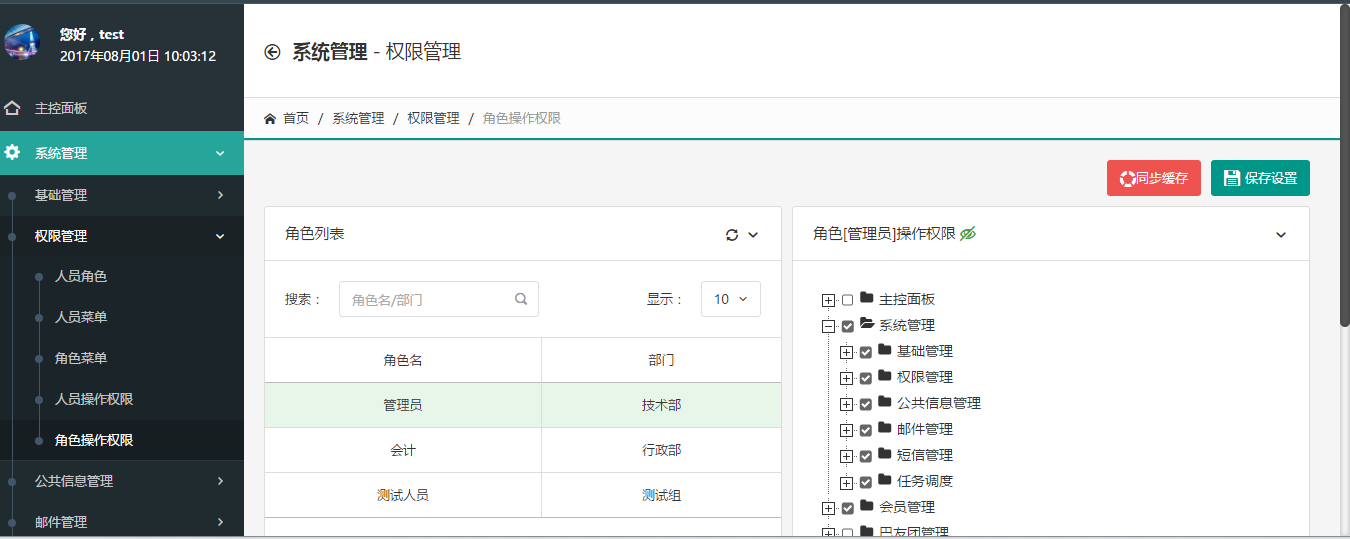 您好，test
2017年08月01日 10:03:12
主控面板
系统管理
基础管理
权限管理
人员角色
人员菜单
角色菜单
人员操作权限
角色操作权限
公共信息管理
邮件管理
系统管理 - 权限管理
首页 / 系统管理 / 权限管理 / 角色操作权限
同步缓存 保存设置
角色列表
搜索： 角色名/部门 显示： 10
角色名 部门
管理员 技术部
会计 行政部
测试人员 测试组
角色[管理员]操作权限
主控面板
系统管理
基础管理
权限管理
公共信息管理
邮件管理
短信管理
任务调度
会员管理
巴友团管理